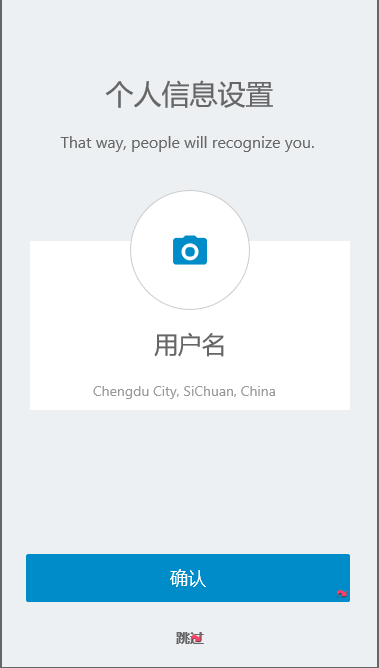 个人信息设置
That way, people will recognize you.
用户名
Chengdu City, SiChuan, China
确认
跳过